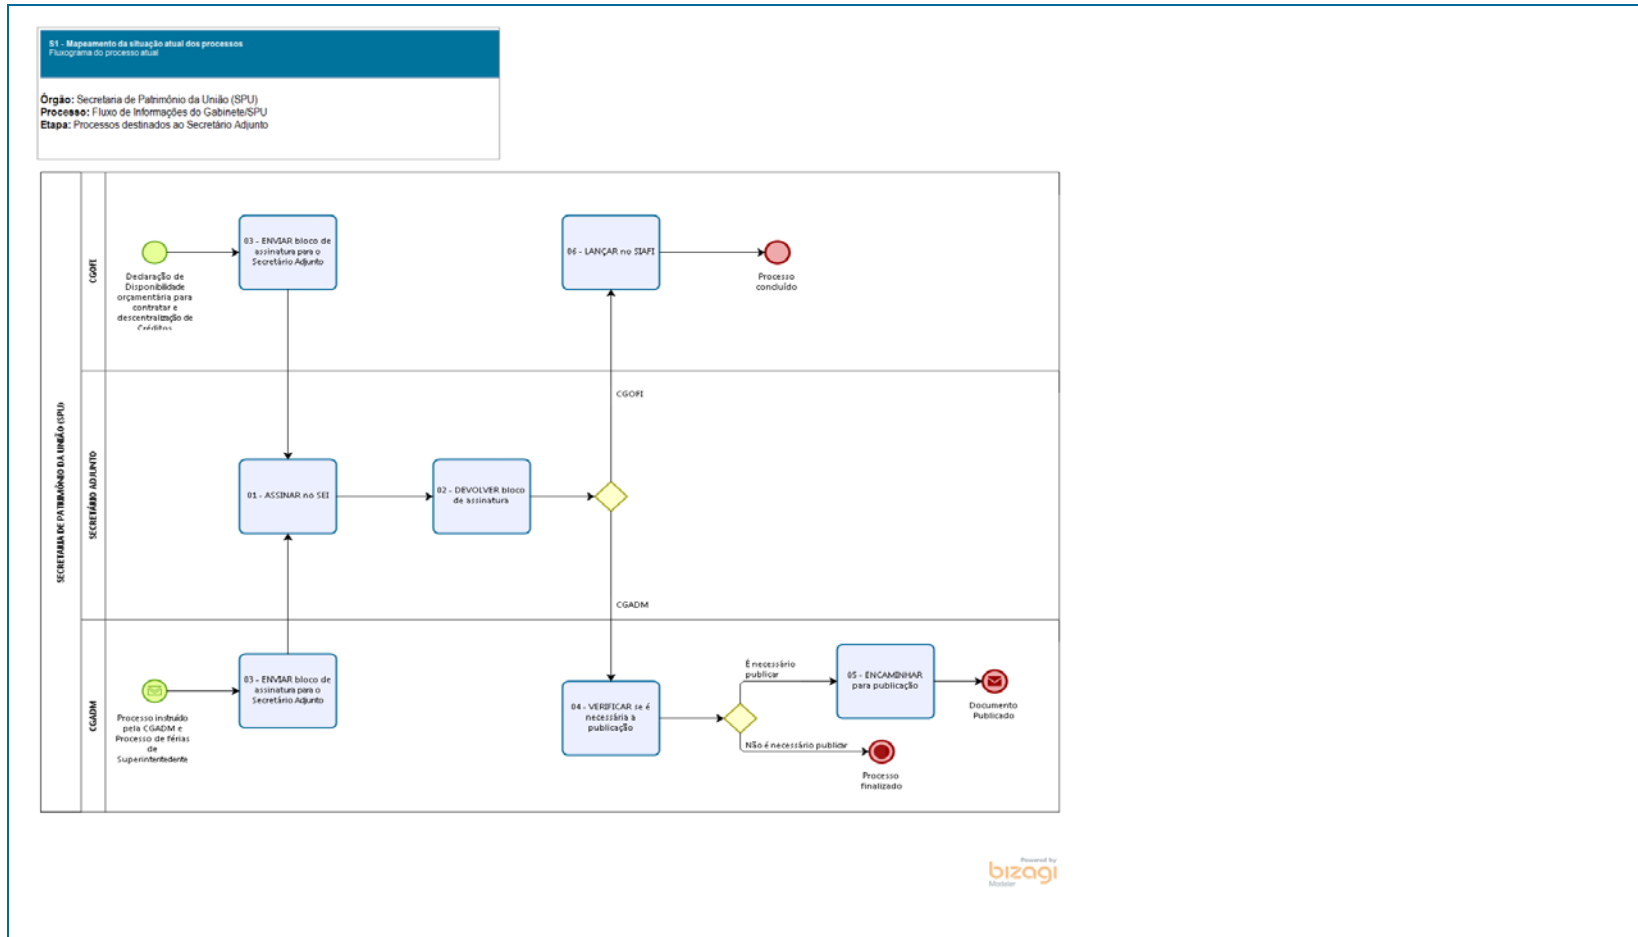 S1 - Mapeamento da situação atual dos processos
Fluxograma do processo atual
Órgão: Secretaria de Patrimônio da União (SPU)
Processo: Fluxo de Informações do Gabinete/SPU
Etapa: Processos destinados ao Secretário Adjunto
SECRETARIA DE PATRIMÔNIO DA UNIÃO (SPU)
CGOFI
Declaração de
Disponibilidade
orçamentária para
contratar e
descentralização de
Créditos
03 - ENVIAR bloco de
assinatura para o
Secretário Adjunto
06 - LANÇAR no SIAFI
Processo
concluído
SECRETÁRIO ADJUNTO
CGOFI
01 - ASSINAR no SEI
02 - DEVOLVER bloco
de assinatura
CGADM
CGADM
Processo instruído
pela CGADM e
Processo de férias
de
Superintentedente
03 - ENVIAR bloco de
assinatura para o
Secretário Adjunto
04 - VERIFICAR se é
necessária a
publicação
É necessário
publicar
Não é necessário publicar
05 - ENCAMINHAR
para publicação
Documento
Publicado
Processo
finalizado
Powered by
bizagi
Modeler